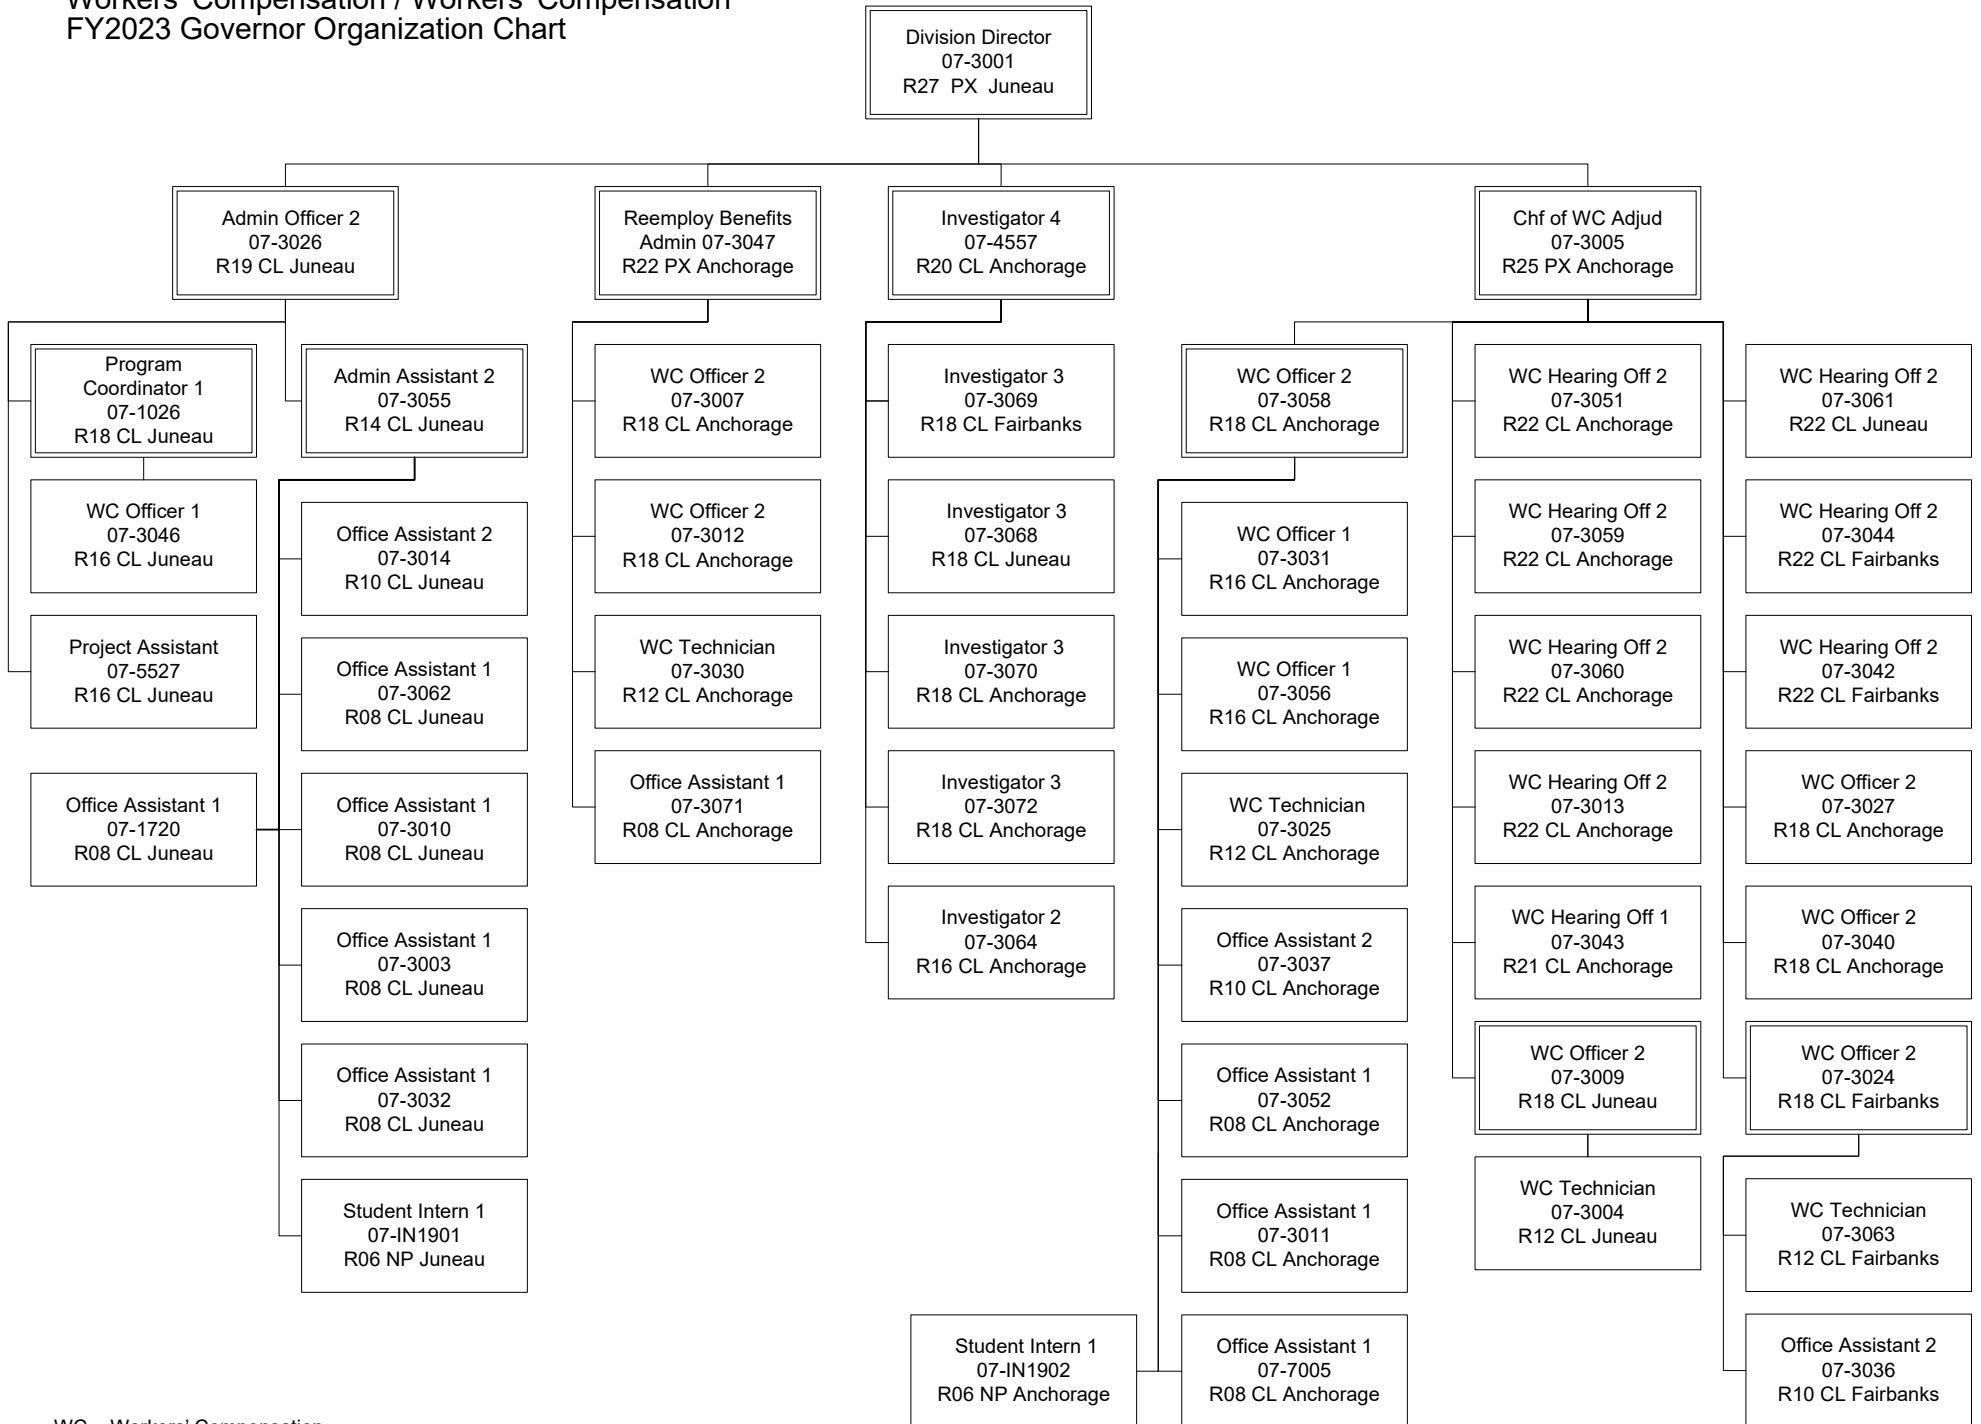 Workers' Compensation / Workers' Compensation
FY2023 Governor Organization Chart
Division Director
07-3001
R27 PX Juneau
Admin Officer 2
07-3026
R19 CL Juneau
Reemploy Benefits
Admin 07-3047
R22 PX Anchorage
Investigator 4
07-4557
R20 CL Anchorage
Chf of WC Adjud
07-3005
R25 PX Anchorage
Program
Coordinator 1
07-1026
R18 CL Juneau
WC Officer 1
07-3046
R16 CL Juneau
Project Assistant
07-5527
R16 CL Juneau
Office Assistant 1
07-1720
R08 CL Juneau
Admin Assistant 2
07-3055
R14 CL Juneau
Office Assistant 2
07-3014
R10 CL Juneau
Office Assistant 1
07-3062
R08 CL Juneau
Office Assistant 1
07-3010
R08 CL Juneau
Office Assistant 1
07-3003
R08 CL Juneau
Office Assistant 1
07-3032
R08 CL Juneau
Student Intern 1
07-IN1901
R06 NP Juneau
WC Officer 2
07-3007
R18 CL Anchorage
WC Officer 2
07-3012
R18 CL Anchorage
WC Technician
07-3030
R12 CL Anchorage
Office Assistant 1
07-3071
R08 CL Anchorage
Investigator 3
07-3069
R18 CL Fairbanks
Investigator 3
07-3068
R18 CL Juneau
Investigator 3
07-3070
R18 CL Anchorage
Investigator 3
07-3072
R18 CL Anchorage
Investigator 2
07-3064
R16 CL Anchorage
WC Officer 2
07-3058
R18 CL Anchorage
WC Officer 1
07-3031
R16 CL Anchorage
WC Officer 1
07-3056
R16 CL Anchorage
WC Technician
07-3025
R12 CL Anchorage
Office Assistant 2
07-3037
R10 CL Anchorage
Office Assistant 1
07-3052
R08 CL Anchorage
Office Assistant 1
07-3011
R08 CL Anchorage
Student Intern 1
07-IN1902
R06 NP Anchorage
Office Assistant 1
07-7005
R08 CL Anchorage
WC Hearing Off 2
07-3051
R22 CL Anchorage
WC Hearing Off 2
07-3059
R22 CL Anchorage
WC Hearing Off 2
07-3060
R22 CL Anchorage
WC Hearing Off 2
07-3013
R22 CL Anchorage
WC Hearing Off 1
07-3043
R21 CL Anchorage
WC Officer 2
07-3009
R18 CL Juneau
WC Technician
07-3004
R12 CL Juneau
WC Hearing Off 2
07-3061
R22 CL Juneau
WC Hearing Off 2
07-3044
R22 CL Fairbanks
WC Hearing Off 2
07-3042
R22 CL Fairbanks
WC Officer 2
07-3027
R18 CL Anchorage
WC Officer 2
07-3040
R18 CL Anchorage
WC Officer 2
07-3024
R18 CL Fairbanks
WC Technician
07-3063
R12 CL Fairbanks
Office Assistant 2
07-3036
R10 CL Fairbanks
WC Workers' Compensation